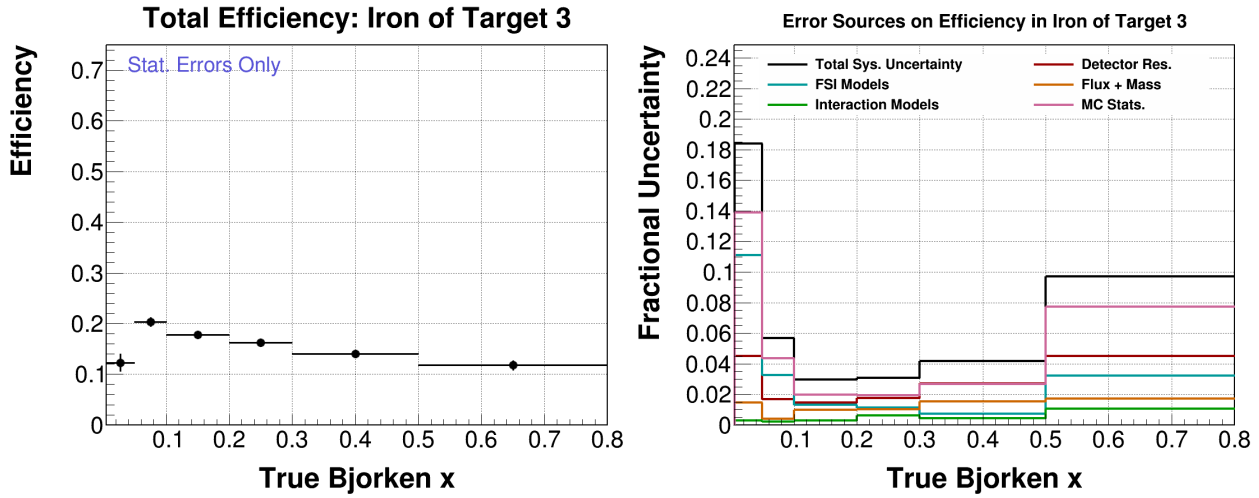 Total Efficiency: Iron of Target 3
Stat. Errors Only
Efficiency
0.7
0.6
0.5
0.4
0.3
0.2
0.1
0
0.1 0.2 0.3 0.4 0.5 0.6 0.7 0.8
True Bjorken x
Error Sources on Efficiency in Iron of Target 3
Fractional Uncertainty
Total Sys. Uncertainty
FSI Models
Interaction Models
Detector Res.
Flux + Mass
MC Stats.
0.24
0.22
0.2
0.18
0.16
0.14
0.12
0.1
0.08
0.06
0.04
0.02
0
0.1 0.2 0.3 0.4 0.5 0.6 0.7 0.8
True Bjorken x